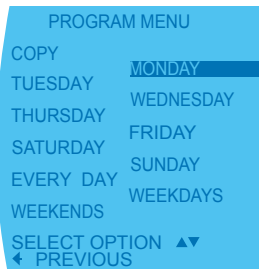 PROGRAM MENU
COPY
MONDAY
TUESDAY
WEDNESDAY
THURSDAY
FRIDAY
SATURDAY
SUNDAY
EVERY DAY
WEEKDAYS
WEEKENDS
SELECT OPTION ▲▼
PREVIOUS